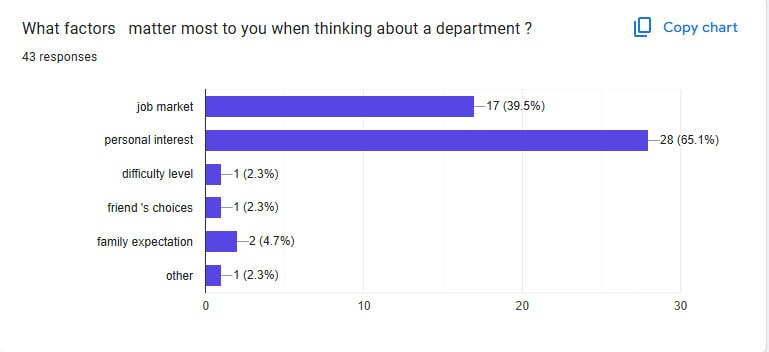 What factors   matter most to you when thinking about a department ?
Copy chart
43 responses
job market
17 (39.5%)
personal interest
28 (65.1%)
difficulty level
1 (2.3%)
friend 's choices
1 (2.3%)
family expectation
2 (4.7%)
other
1 (2.3%)
0
10
20
30